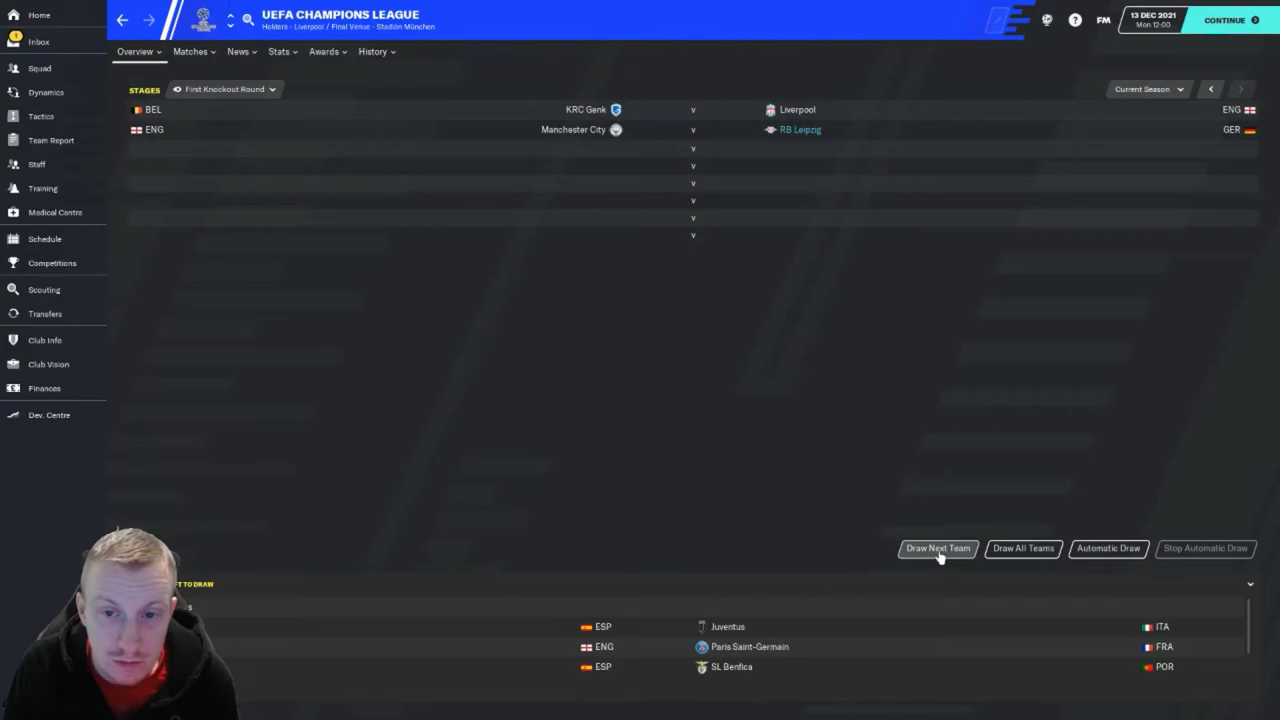 Home
UEFA CHAMPIONS LEAGUE
Holders - Liverpool / Final Venue - Stadion München
FM
13 DEC 2021
Mon 12:00
CONTINUE
1
Inbox
Overview Matches News Stats Awards History
Squad
Dynamics
Tactics
Team Report
Staff
Training
Medical Centre
Schedule
Competitions
Scouting
Transfers
Club Info
Club Vision
Finances
Dev. Centre
STAGES First Knockout Round Current Season
BEL KRC Genk v Liverpool ENG
ENG Manchester City v RB Leipzig GER
v
v
v
v
v
v
Draw Next Team Draw All Teams Automatic Draw Stop Automatic Draw
FT TO DRAW
S
ESP Juventus ITA
ENG Paris Saint-Germain FRA
ESP SL Benfica POR